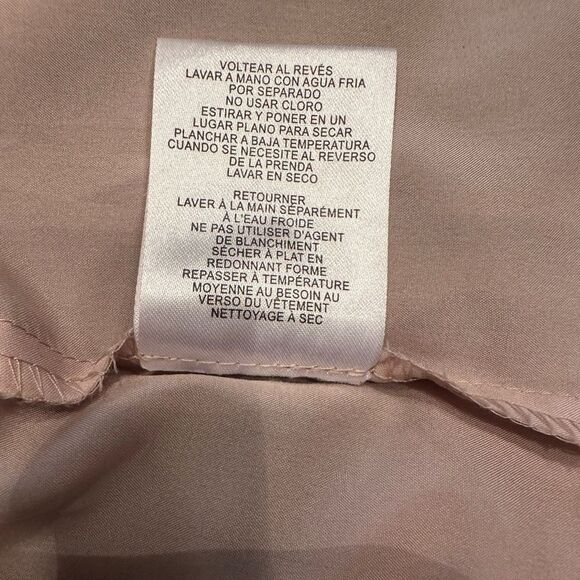 VOLTEAR AL REVÉS
LAVAR A MANO CON AGUA FRIA
POR SEPARADO
NO USAR CLORO
ESTIRAR Y PONER EN UN
LUGAR PLANO PARA SECAR
PLANCHAR A BAJA TEMPERATURA
CUANDO SE NECESITE AL REVERSO
DE LA PRENDA
LAVAR EN SECO
RETOURNER
LAVER À LA MAIN SÉPARÉMENT
À L'EAU FROIDE
NE PAS UTILISER D'AGENT
DE BLANCHIMENT
SÉCHER À PLAT EN
REDONNANT FORME
REPASSER À TEMPÉRATURE
MOYENNE AU BESOIN AU
VERSO DU VÊTEMENT
NETTOYAGE À SEC